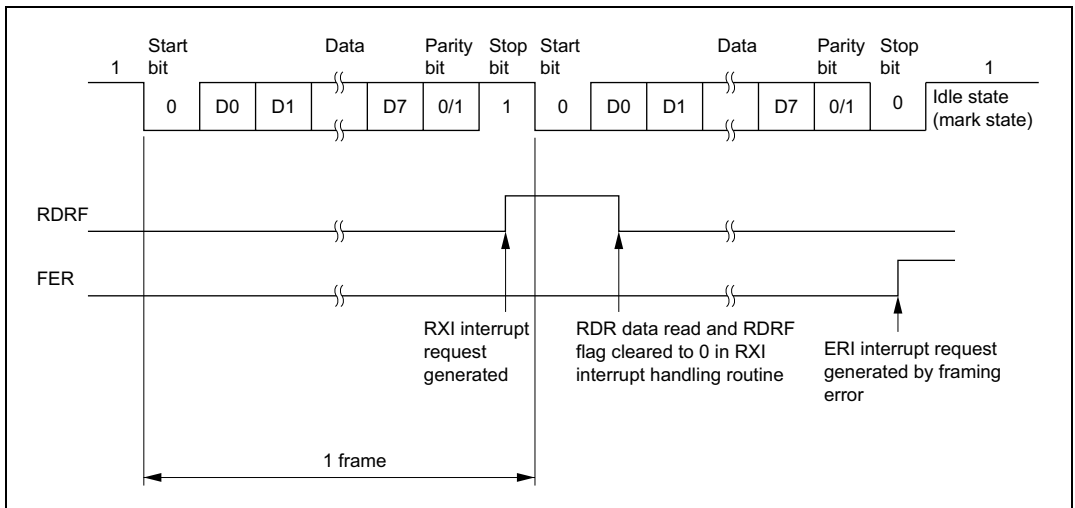 Start Data Parity Stop Start Data Parity Stop
1 bit bit bit bit bit bit 1
0 D0 D1 D7 0/1 1 0 D0 D1 D7 0/1 0 Idle state
(mark state)
RDRF
FER
RXI interrupt
request
generated
RDR data read and RDRF
flag cleared to 0 in RXI
interrupt handling routine
ERI interrupt request
generated by framing
error
1 frame